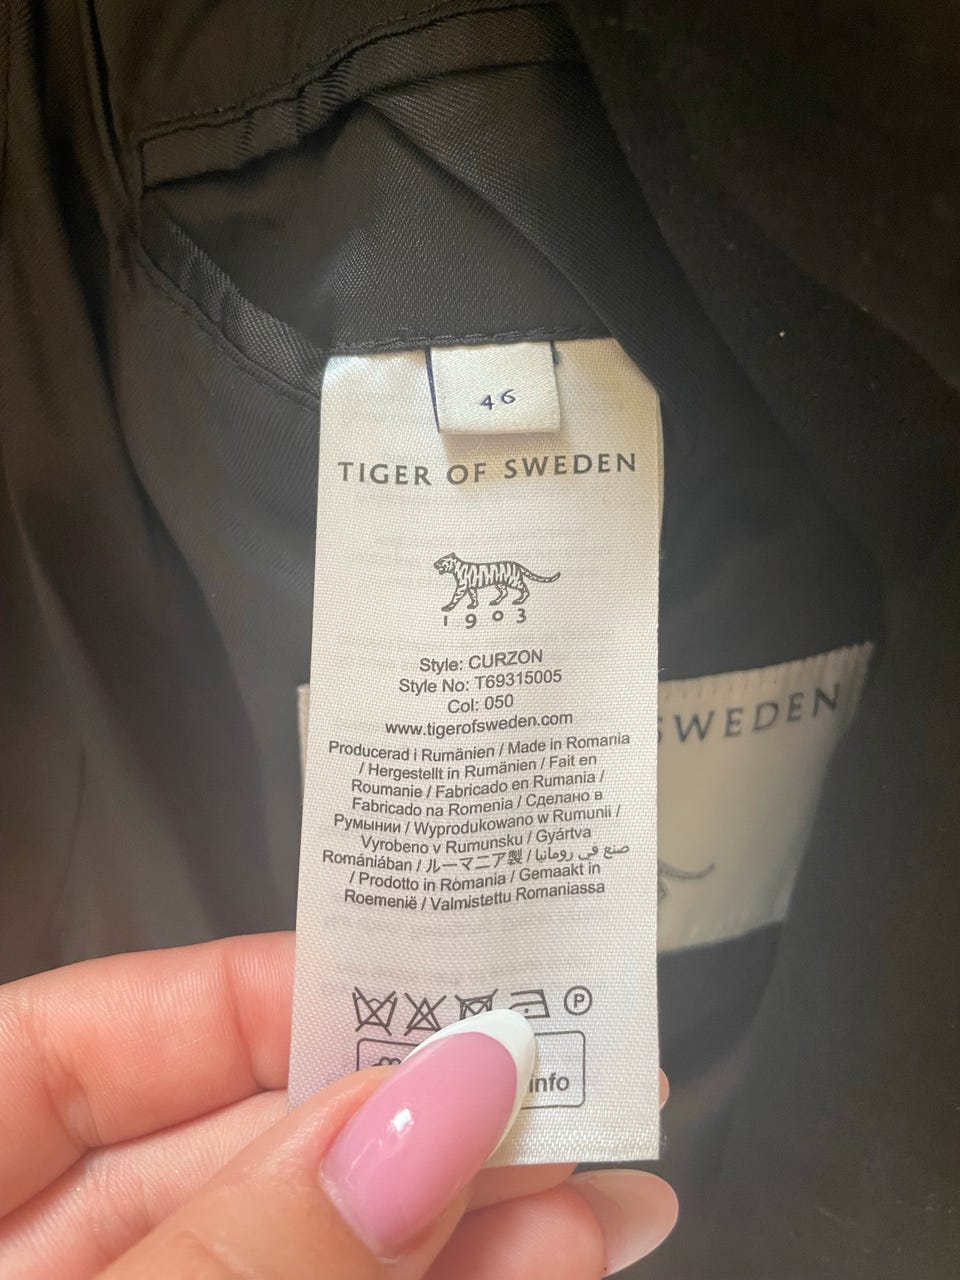 46
TIGER OF SWEDEN
1903
Style: CURZON
Style No: T69315005
Col: 050
www.tigerofsweden.com
Producerad i Rumänien / Made in Romania
/ Hergestellt in Rumänien / Fait en
Roumanie / Fabricado en Rumania /
Fabricado na Romenia / Сделано в
Румынии / Wyprodukowano w Rumunii /
Vyrobeno v Rumunsku / Gyártva
Romániában / ルーマニア製 / صنع في رومانيا
/ Prodotto in Romania / Gemaakt in
Roemenië / Valmistettu Romaniassa
P
info
SWEDEN